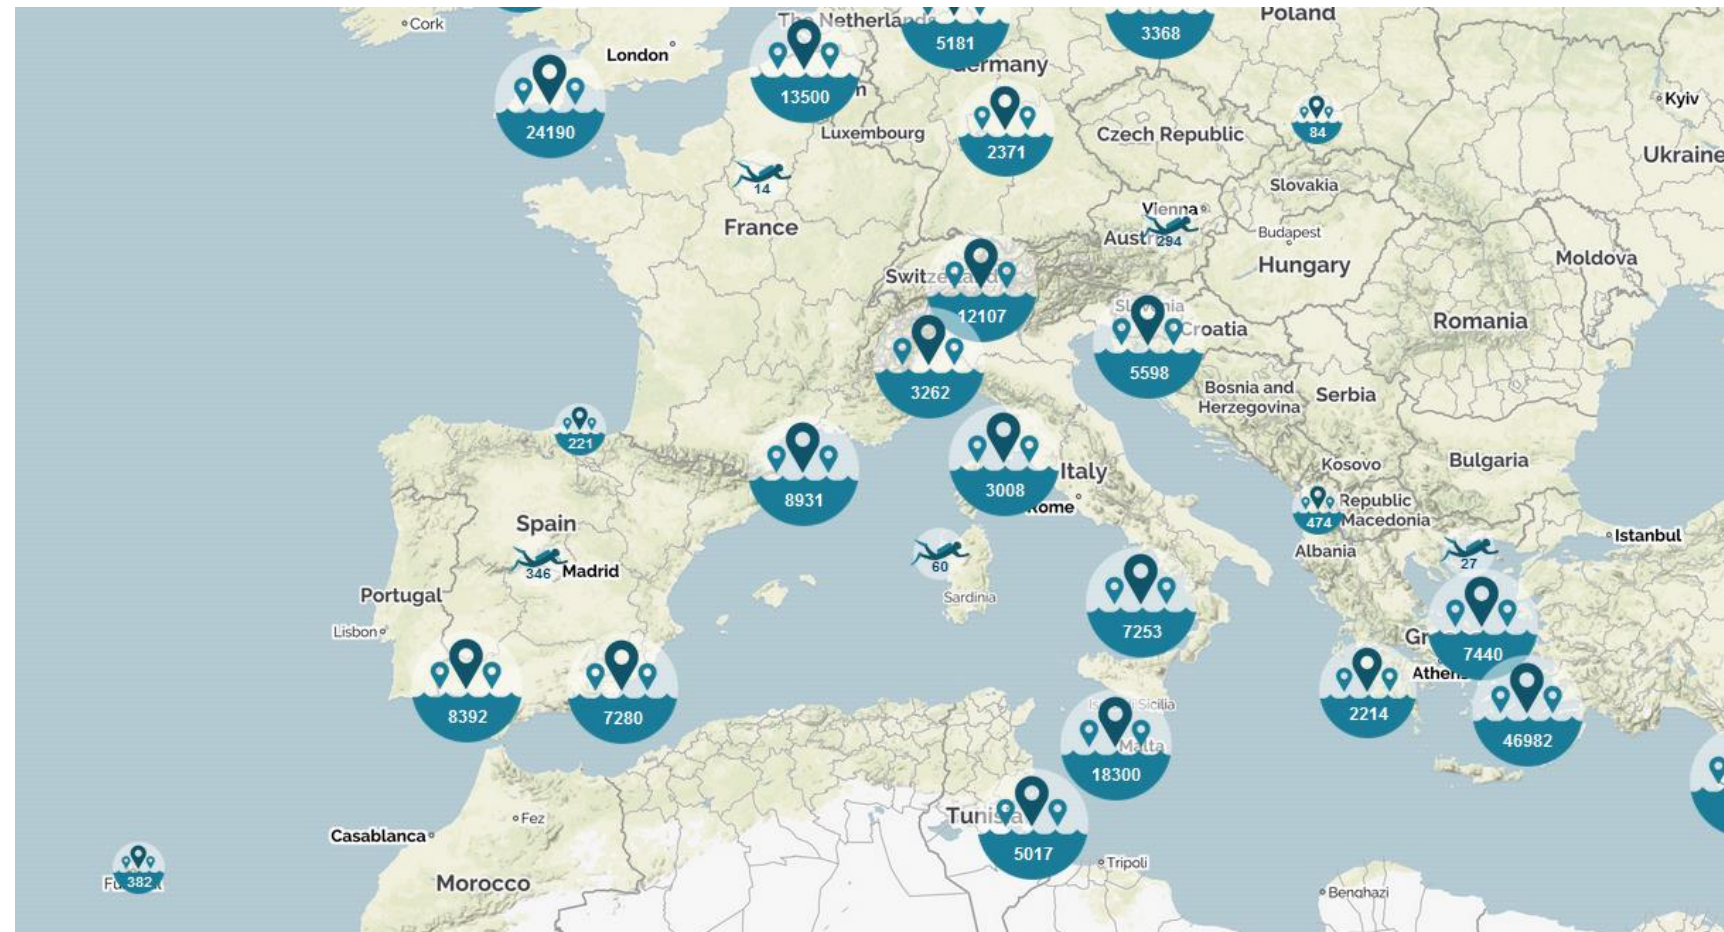 Cork
London
The Netherlands
5181
3368
Poland
13500
Germany
24190
Luxembourg
2371
Czech Republic
84
Kyiv
Ukraine
14
France
Slovakia
Vienna
294
Budapest
Hungary
Moldova
12107
Slovenia
Croatia
Romania
3262
5598
Bosnia and
Herzegovina
Serbia
221
8931
3008
Italy
Rome
Kosovo
Bulgaria
474
Republic
Macedonia
Albania
Istanbul
Spain
346
Madrid
60
Sardinia
27
Portugal
Lisbon
7253
7440
Athens
2214
46982
8392
7280
Sicilia
Malta
18300
Tunisia
5017
Tripoli
Casablanca
Fez
Morocco
382
Benghazi